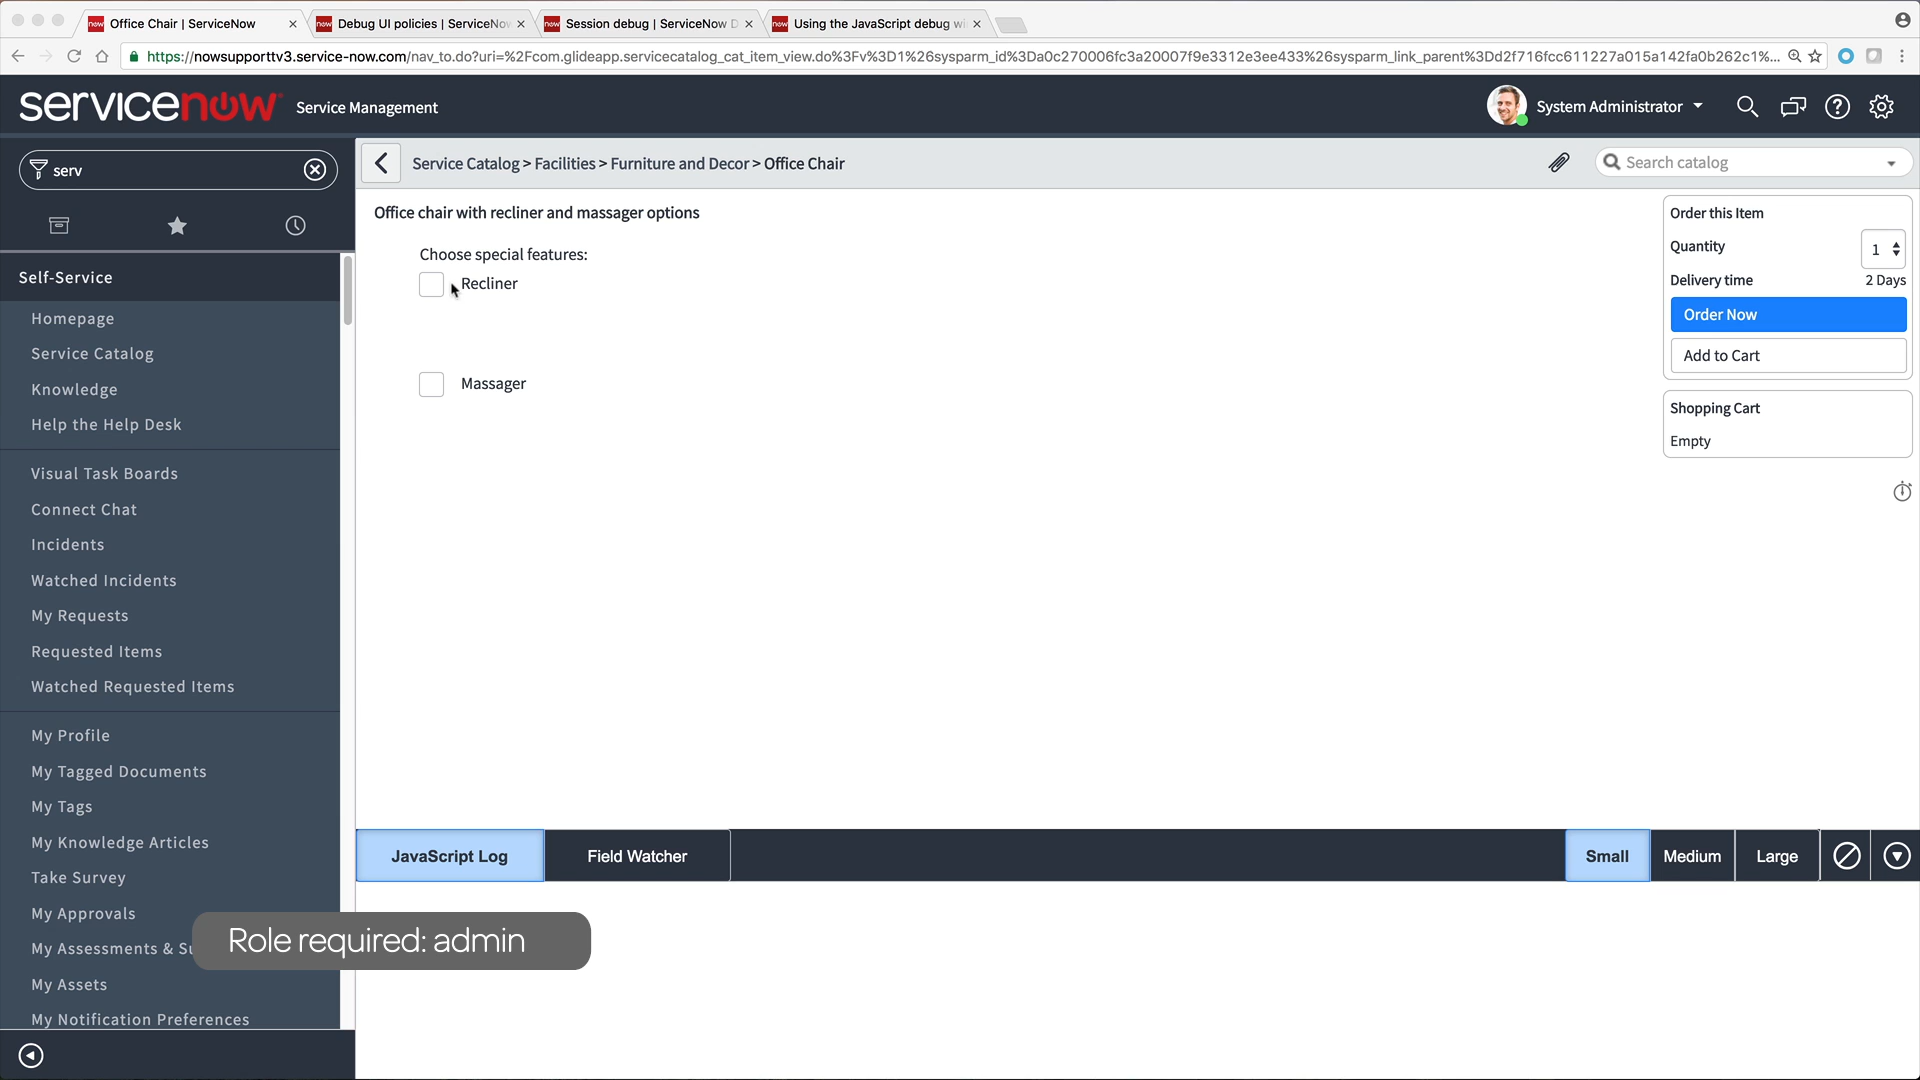 Office Chair | ServiceNow
Debug UI policies | ServiceNow
Session debug | ServiceNow D
Using the JavaScript debug wi
https://nowsupporttv3.service-now.com/nav_to.do?uri=%2Fcom.glideapp.servicecatalog_cat_item_view.do%3Fv%3D1%26sysparm_id%3Da0c270006fc3a20007f9e3312e3ee433%26sysparm_link_parent%3Dd2f716fcc611227a015a142fa0b262c1%...
servicenow Service Management
System Administrator
serv
Service Catalog > Facilities > Furniture and Decor > Office Chair
Search catalog
Self-Service
Homepage
Service Catalog
Knowledge
Help the Help Desk
Visual Task Boards
Connect Chat
Incidents
Watched Incidents
My Requests
Requested Items
Watched Requested Items
My Profile
My Tagged Documents
My Tags
My Knowledge Articles
Take Survey
My Approvals
My Assessments & Su
My Assets
My Notification Preferences
Office chair with recliner and massager options
Choose special features:
Recliner
Massager
Order this Item
Quantity 1
Delivery time 2 Days
Order Now
Add to Cart
Shopping Cart
Empty
JavaScript Log
Field Watcher
Small
Medium
Large
Role required: admin